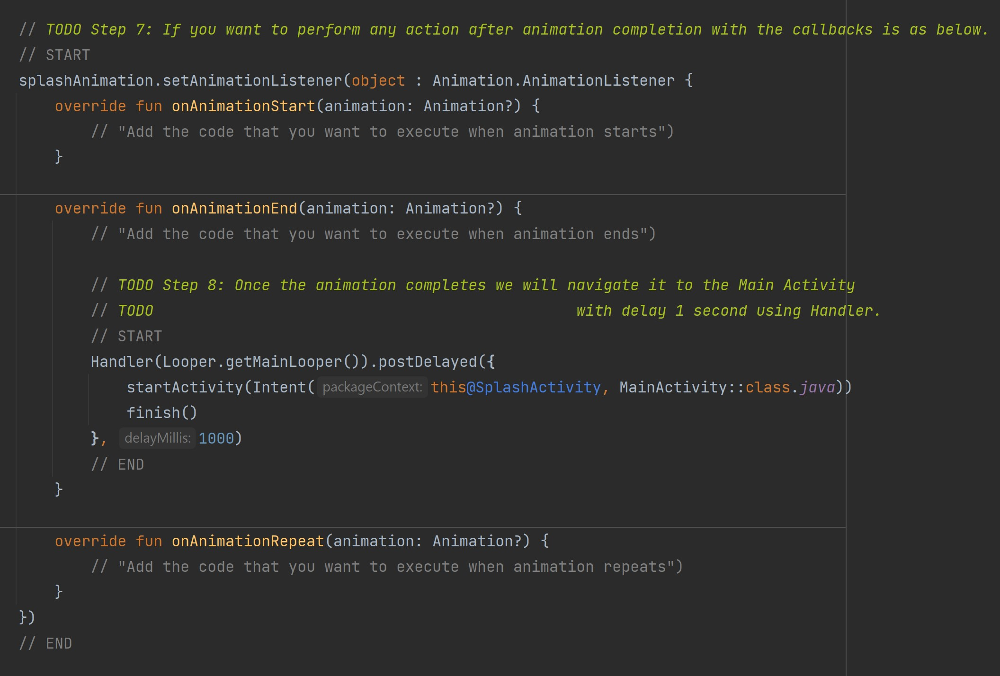 // TODO Step 7: If you want to perform any action after animation completion with the callbacks is as below.
// START
splashAnimation.setAnimationListener(object : Animation.AnimationListener {
    override fun onAnimationStart(animation: Animation?) {
        // "Add the code that you want to execute when animation starts")
    }

    override fun onAnimationEnd(animation: Animation?) {
        // "Add the code that you want to execute when animation ends")

        // TODO Step 8: Once the animation completes we will navigate it to the Main Activity
        // TODO                                               with delay 1 second using Handler.
        // START
        Handler(Looper.getMainLooper()).postDelayed({
            startActivity(Intent( packageContext: this@SplashActivity, MainActivity::class.java))
            finish()
        }, delayMillis: 1000)
        // END
    }

    override fun onAnimationRepeat(animation: Animation?) {
        // "Add the code that you want to execute when animation repeats")
    }
})
// END